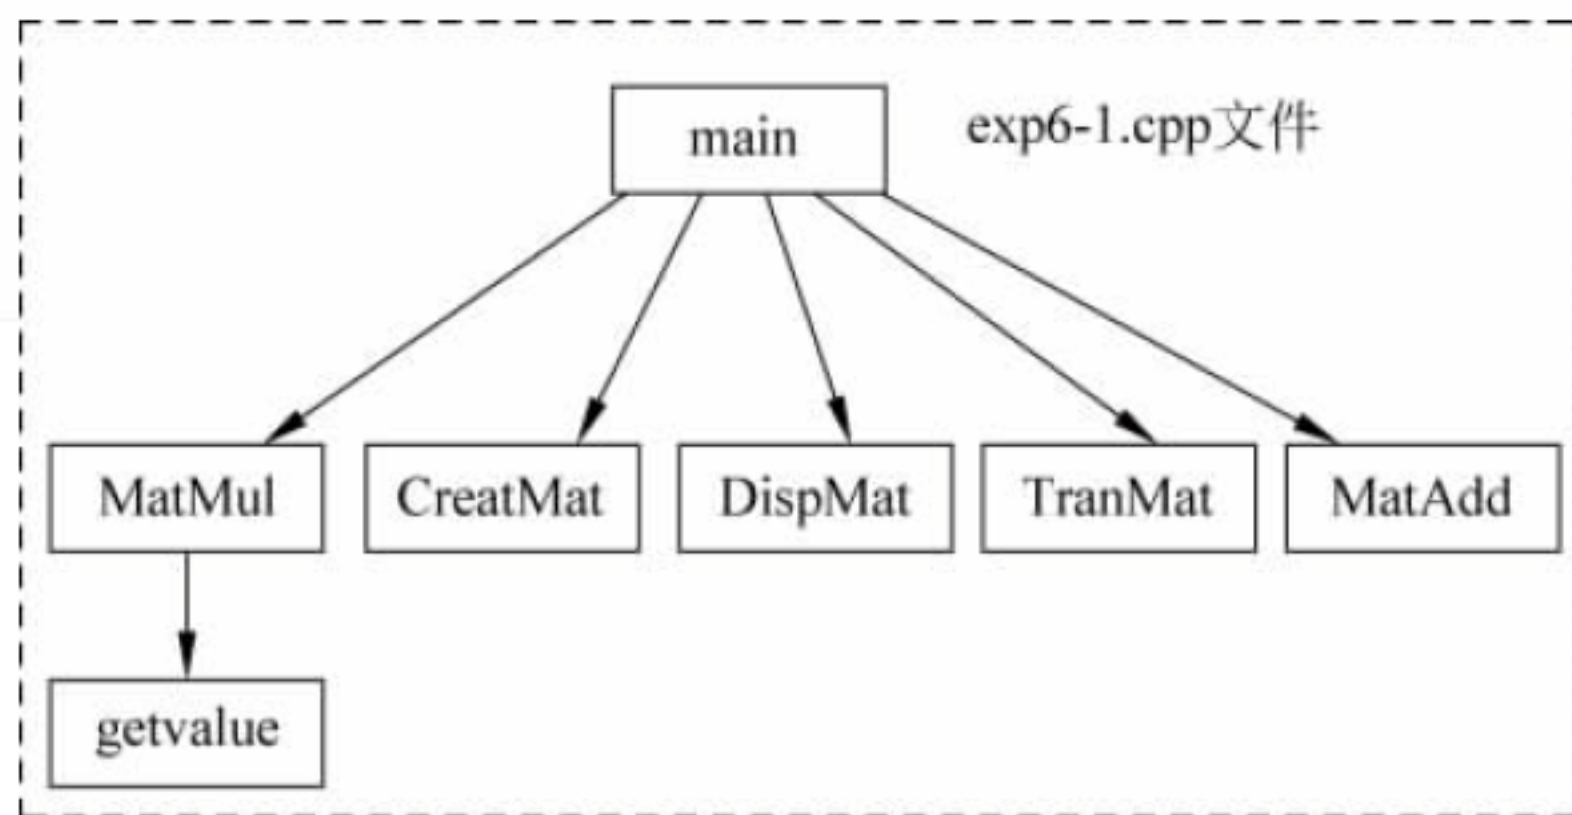 main
exp6-1.cpp文件
MatMul
CreatMat
DispMat
TranMat
MatAdd
getvalue